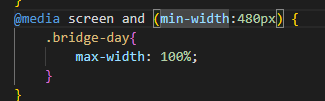 }
@media screen and (min-width:480px) {
.bridge-day{
max-width: 100%;
}